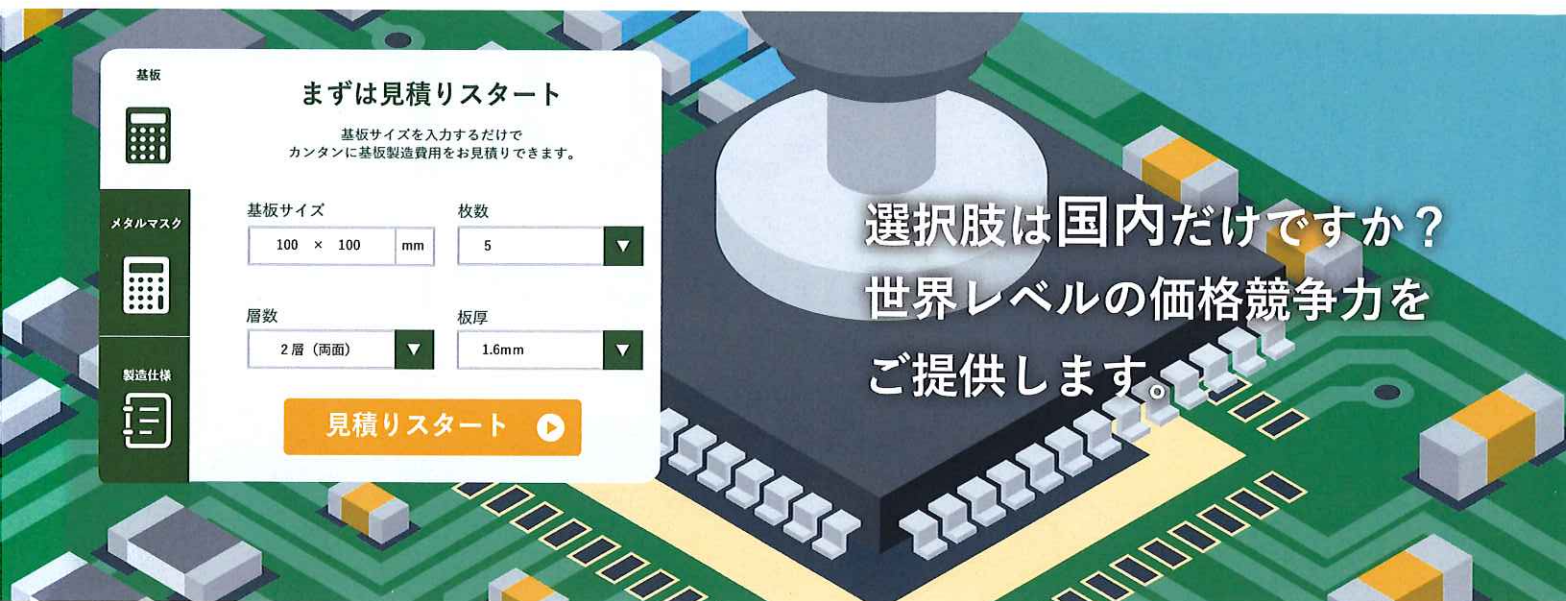 基板
まずは見積りスタート
基板サイズを入力するだけで
カンタンに基板製造費用をお見積りできます。
メタルマスク
製造仕様
基板サイズ
100 × 100 mm
枚数
5
層数
2層（両面）
板厚
1.6mm
見積りスタート
選択肢は国内だけですか？
世界レベルの価格競争力を
ご提供します。